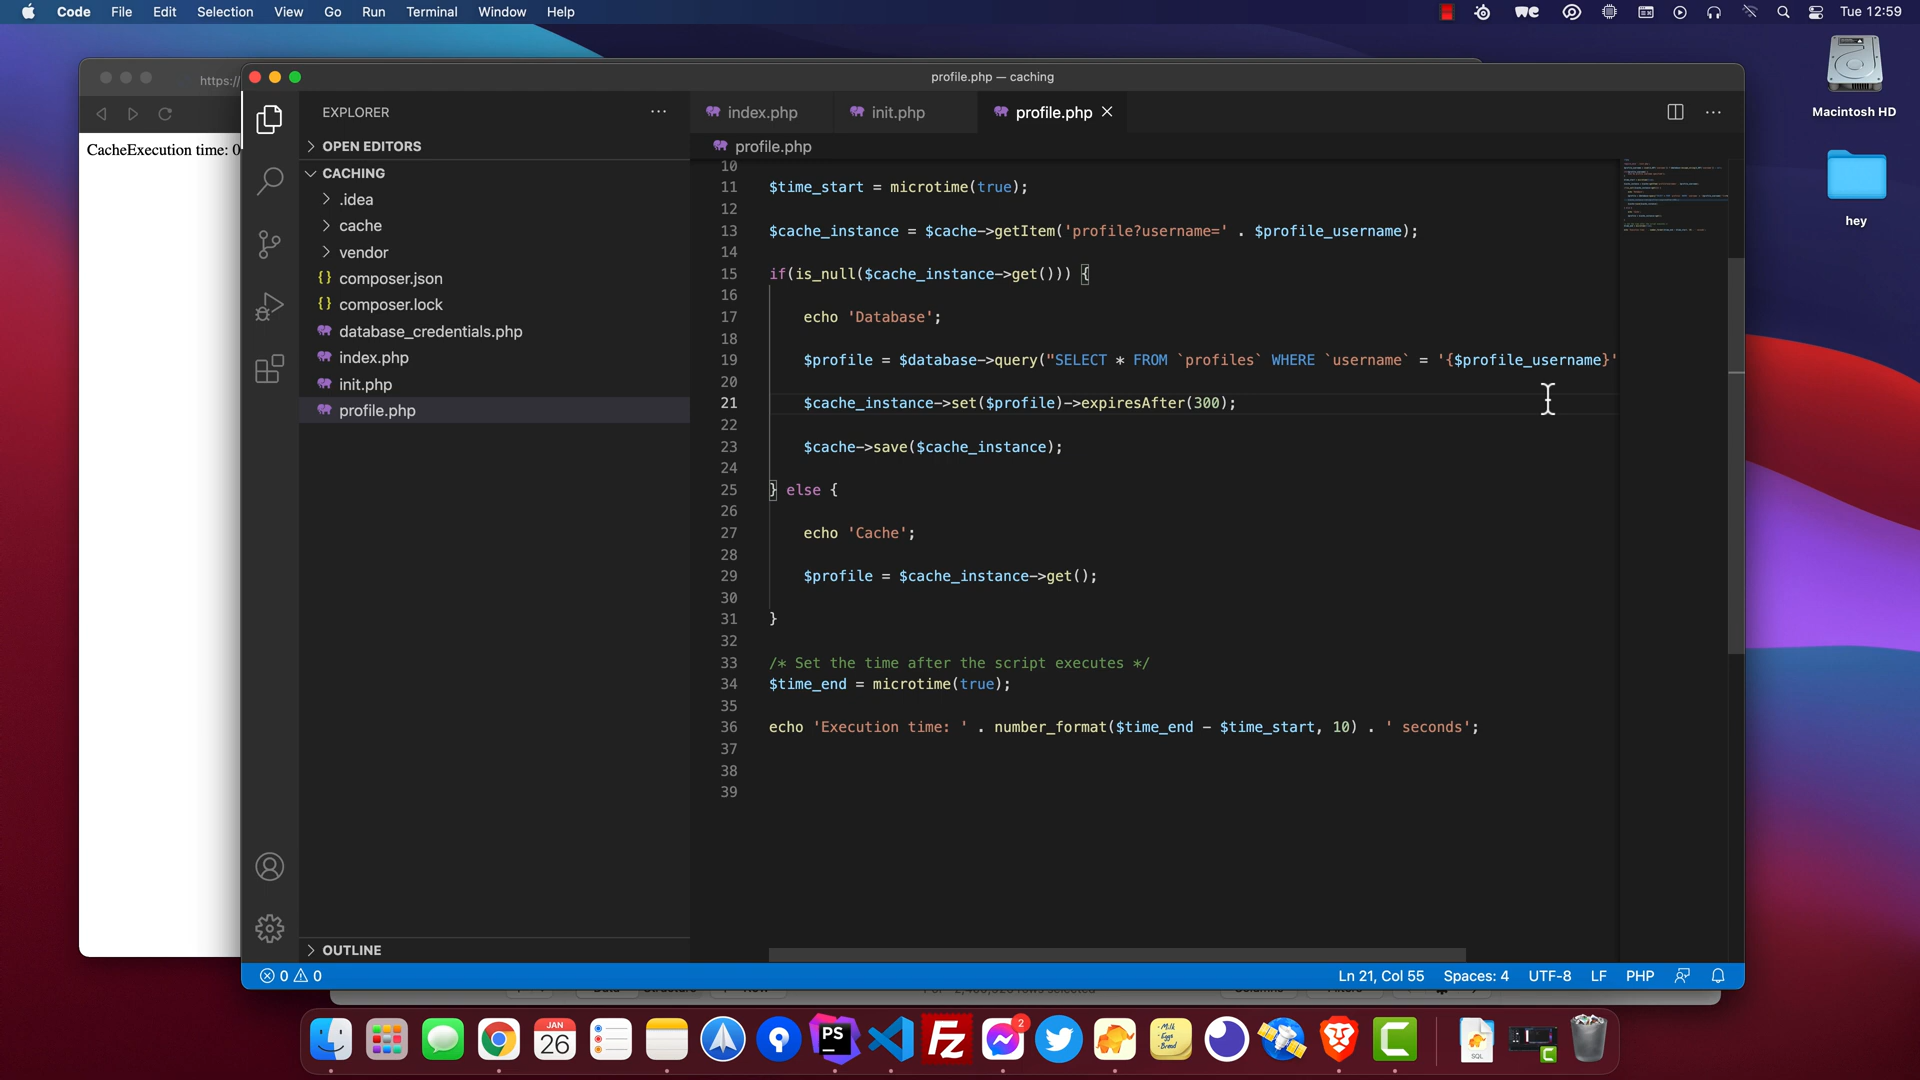 Code File Edit Selection View Go Run Terminal Window Help
Tue 12:59
Macintosh HD
hey
https://
CacheExecution time: 0
profile.php — caching
EXPLORER
OPEN EDITORS
CACHING
.idea
cache
vendor
{} composer.json
{} composer.lock
database_credentials.php
index.php
init.php
profile.php
OUTLINE
index.php init.php profile.php
profile.php
10
11 $time_start = microtime(true);
12
13 $cache_instance = $cache->getItem('profile?username=' . $profile_username);
14
15 if(is_null($cache_instance->get())) {
16
17 echo 'Database';
18
19 $profile = $database->query("SELECT * FROM `profiles` WHERE `username` = '{$profile_username}'
20
21 $cache_instance->set($profile)->expiresAfter(300);
22
23 $cache->save($cache_instance);
24
25 } else {
26
27 echo 'Cache';
28
29 $profile = $cache_instance->get();
30
31 }
32
33 /* Set the time after the script executes */
34 $time_end = microtime(true);
35
36 echo 'Execution time: ' . number_format($time_end - $time_start, 10) . ' seconds';
37
38
39
0 0
Ln 21, Col 55 Spaces: 4 UTF-8 LF PHP
JAN
26
PS
Fz
2
Milk
Eggs
Bread
SQL